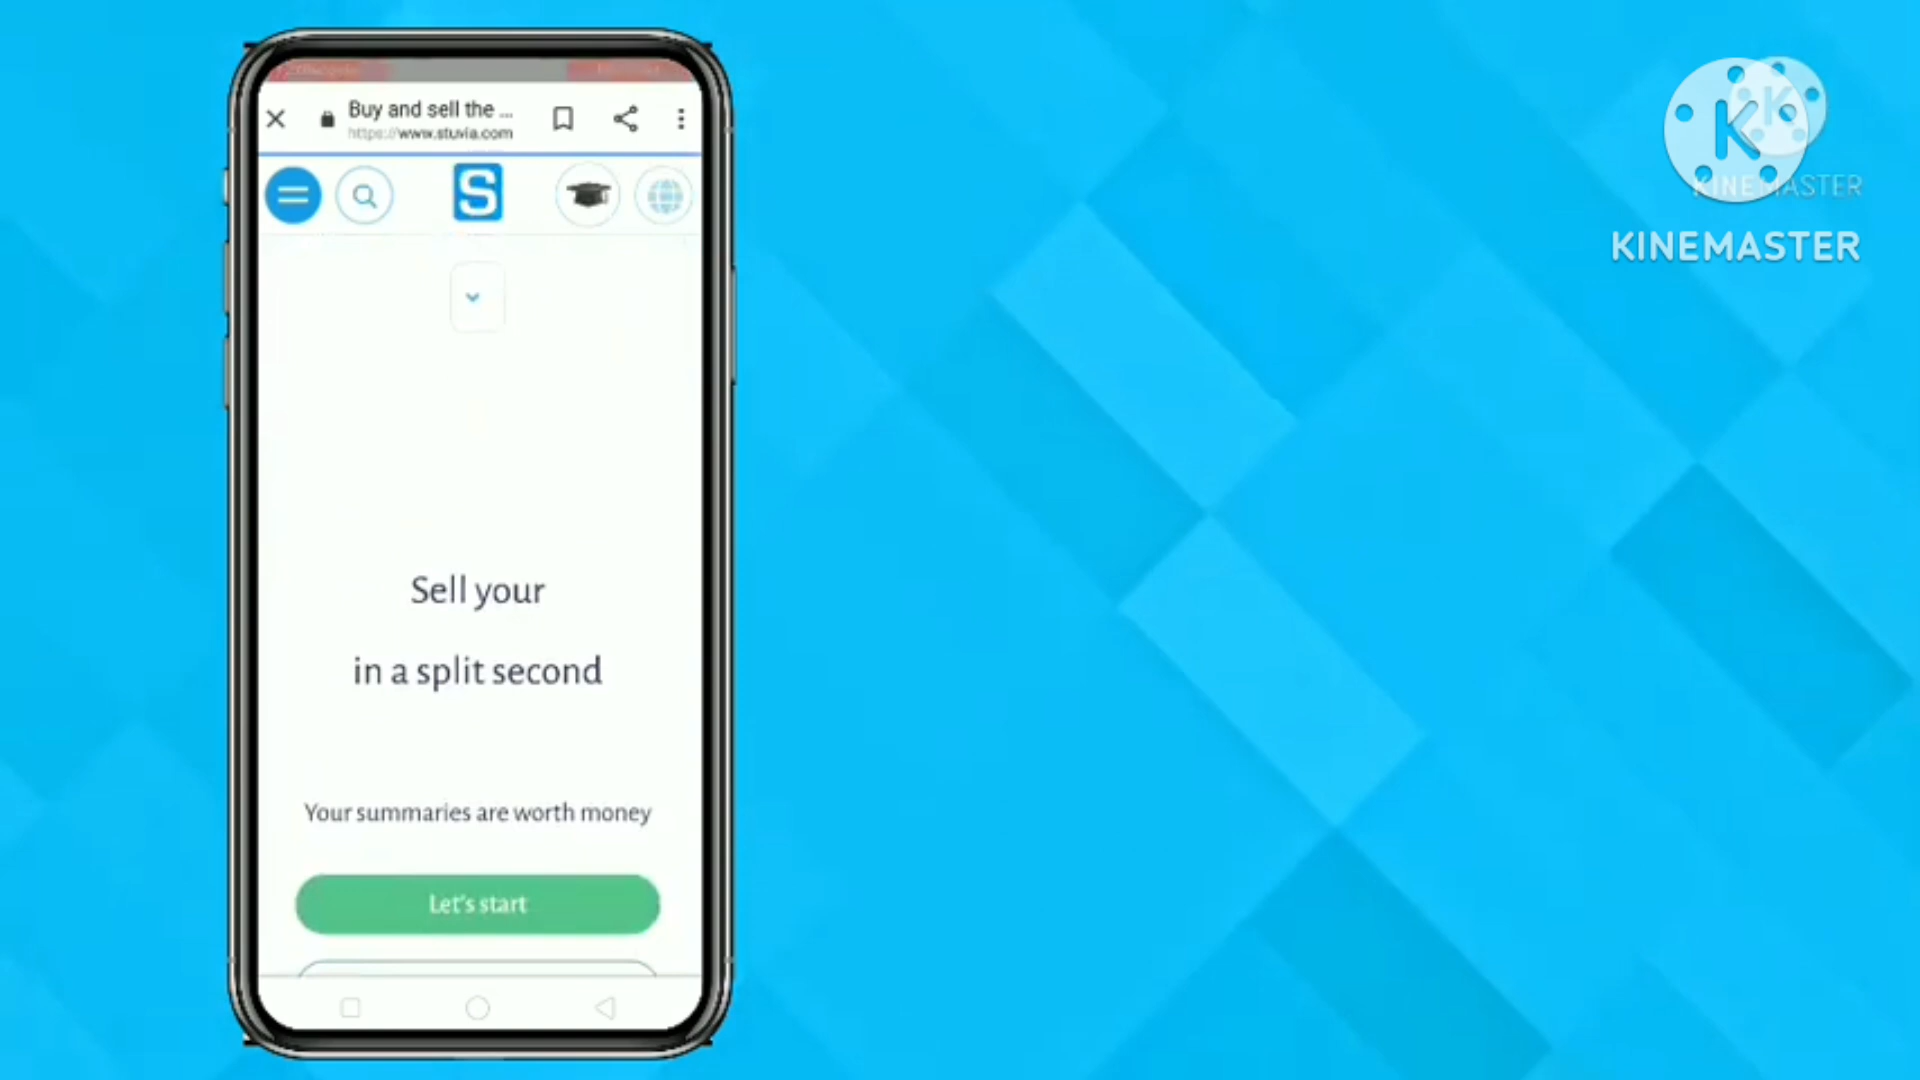 Buy and sell the ...
https://www.stuvia.com
S
Sell your
in a split second
Your summaries are worth money
Let's start
K
K
KINEMASTER
KINEMASTER